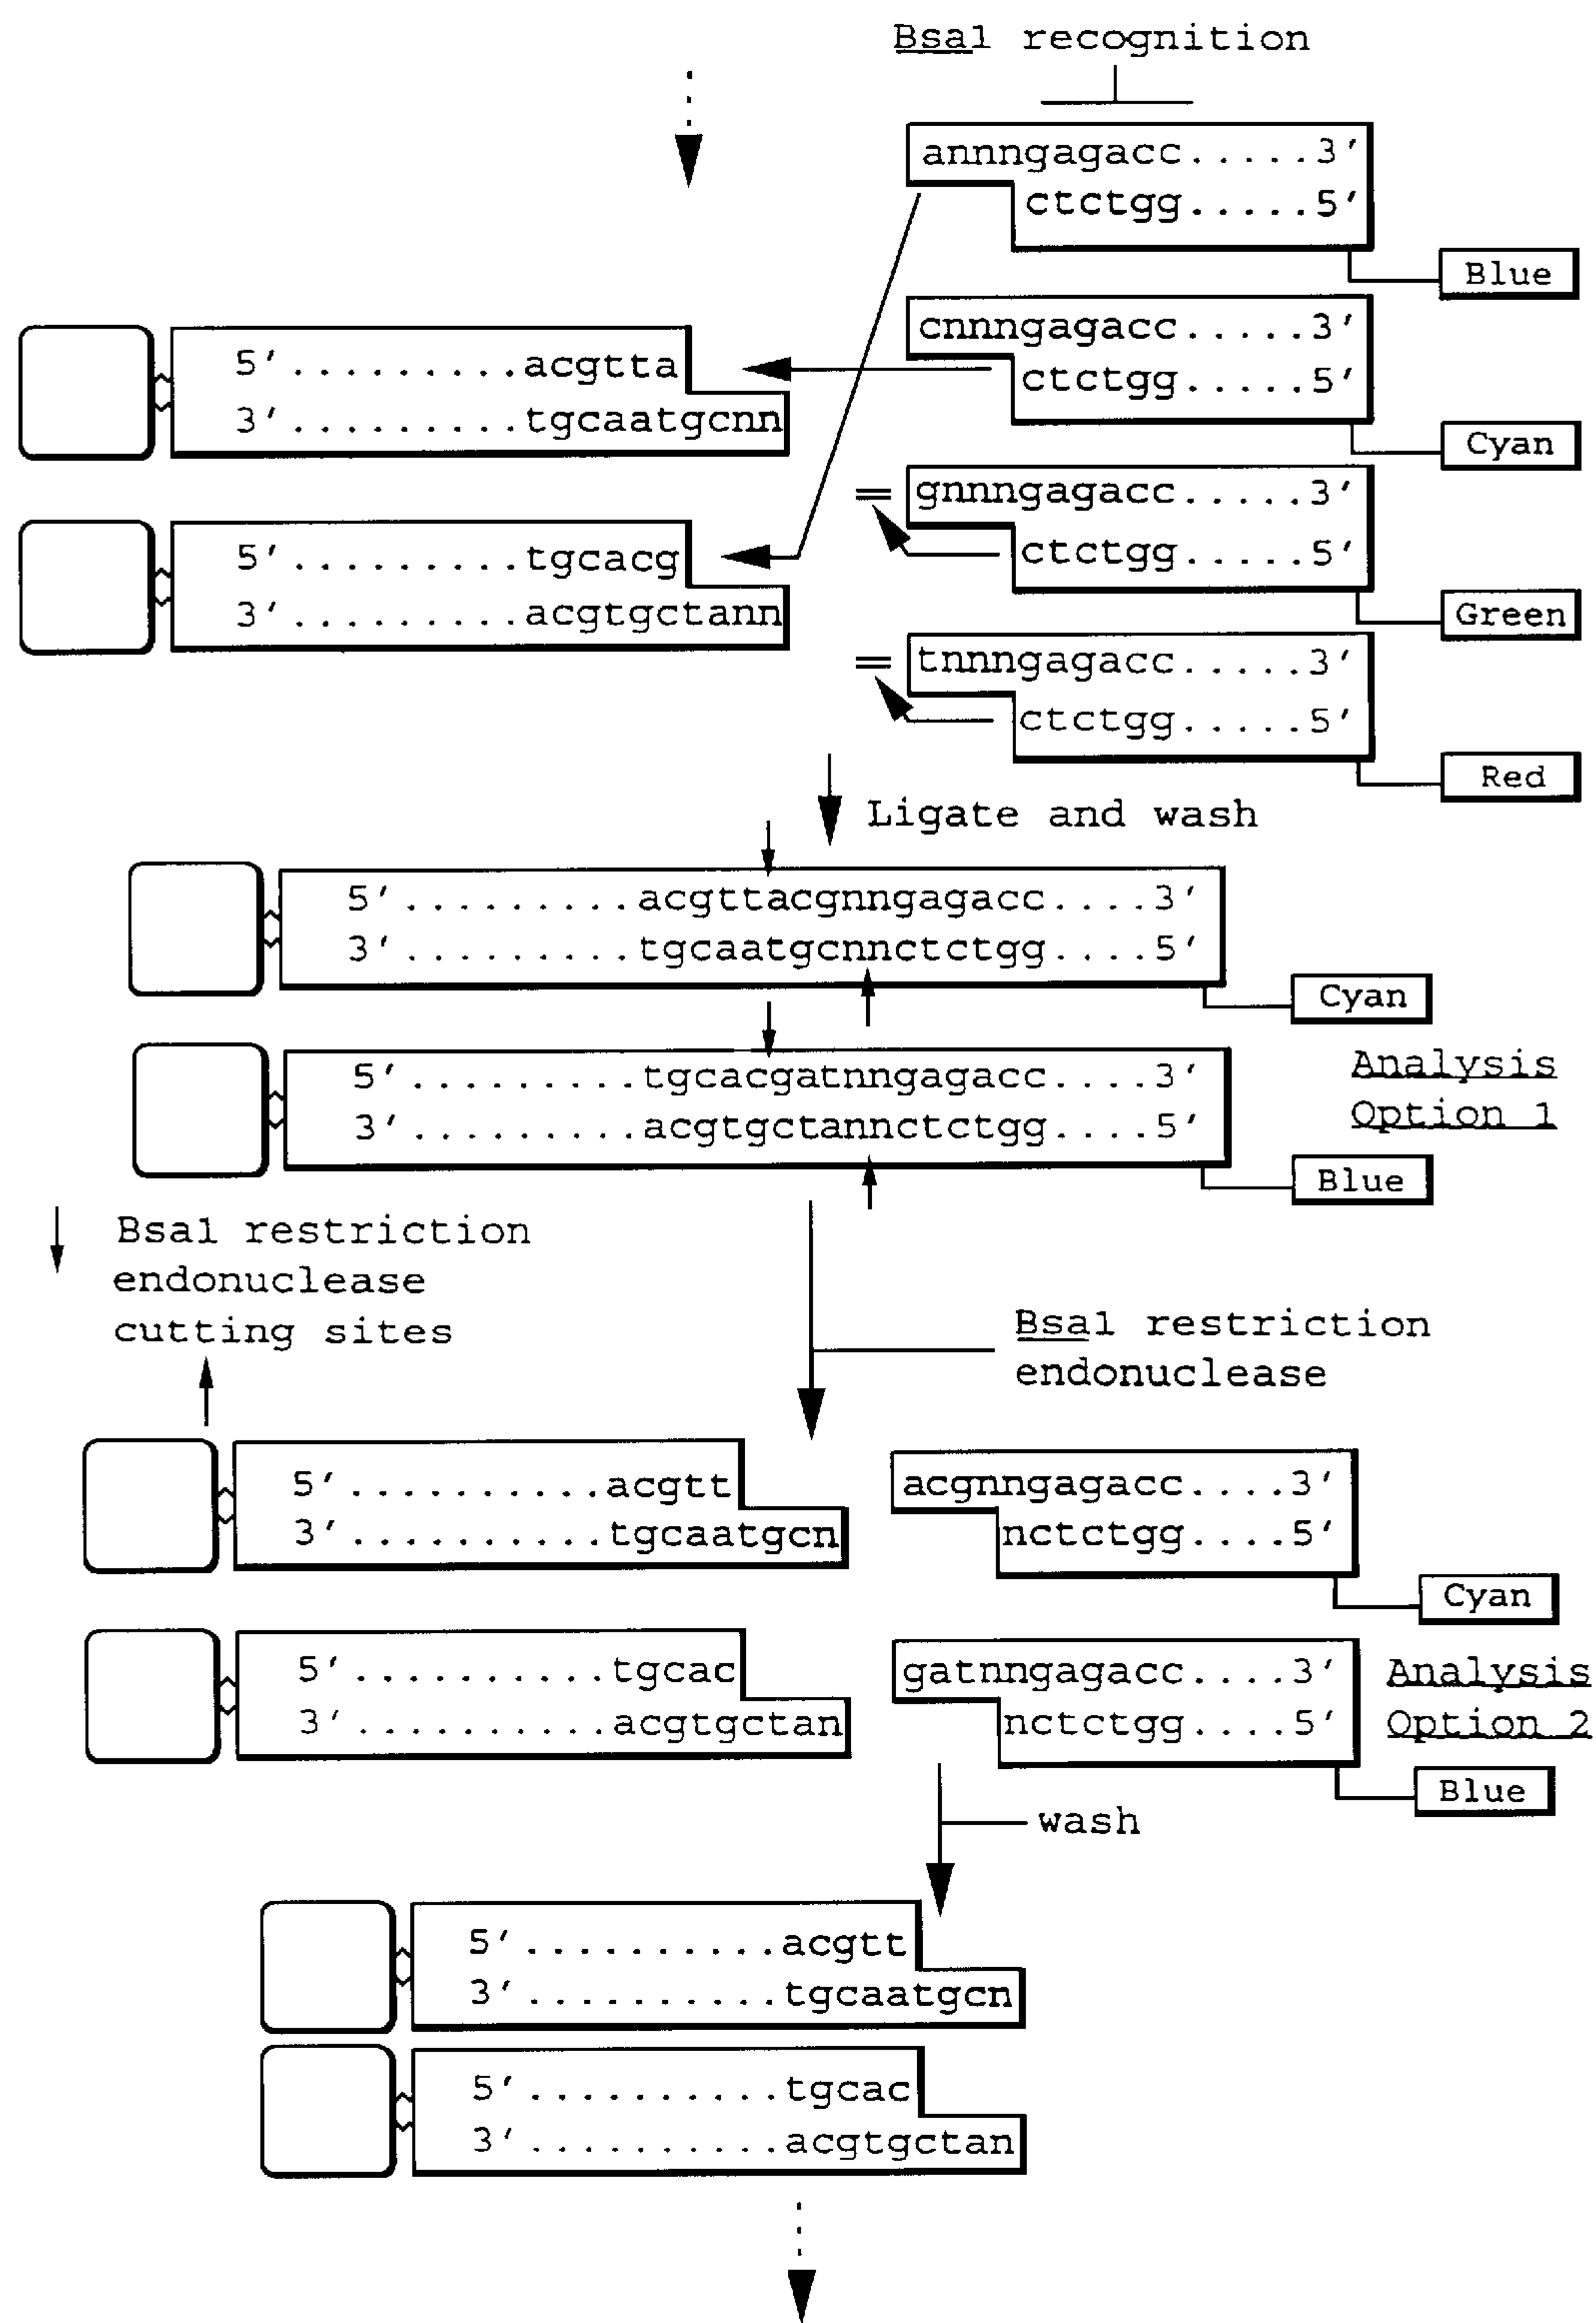 Bsal recognition
annngagacc.....3'
ctctgg.....5'
Blue
cnnngagacc.....3'
ctctgg.....5'
Cyan
5'.........acgtta
3'.........tgcaatgcnn
gnnngagacc.....3'
ctctgg.....5'
Green
5'.........tgcacg
3'.........acgtgctann
tnnngagacc.....3'
ctctgg.....5'
Red
Ligate and wash
5'.........acgttacgnngagacc....3'
3'.........tgcaatgcnnctctgg....5'
Cyan
5'.........tgcacgatnngagacc....3'
3'.........acgtgctannctctgg....5'
Analysis
Option 1
Blue
Bsal restriction
endonuclease
cutting sites
Bsal restriction
endonuclease
5'..........acgtt
3'..........tgcaatgcn
acgnngagacc....3'
nctctgg....5'
Cyan
5'..........tgcac
3'..........acgtgctan
gatnngagacc....3'
nctctgg....5'
Analysis
Option 2
Blue
wash
5'..........acgtt
3'..........tgcaatgcn
5'..........tgcac
3'..........acgtgctan